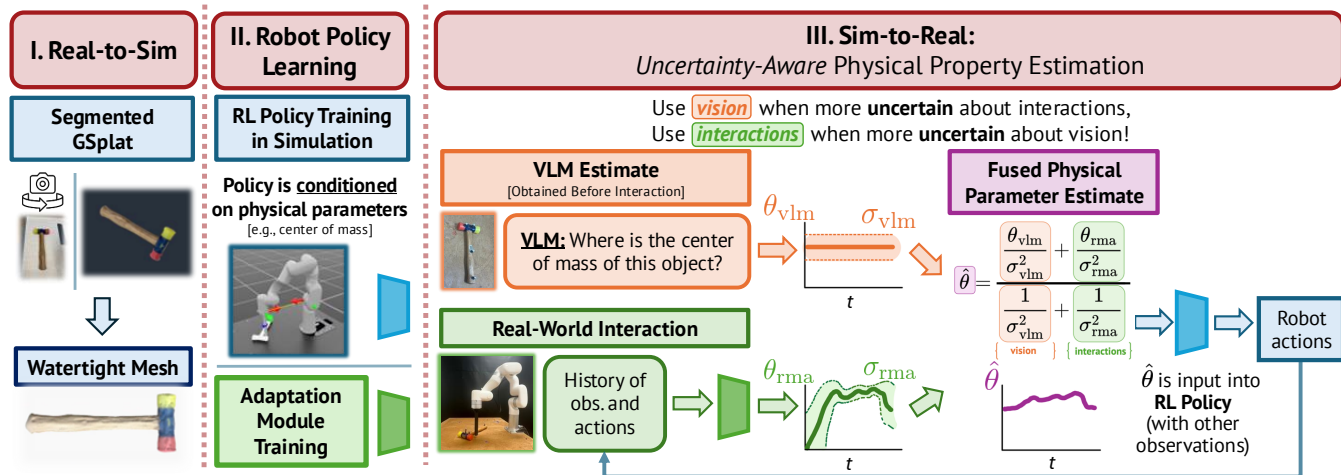 I. Real-to-Sim
Segmented
GSplat
Watertight Mesh
II. Robot Policy
Learning
RL Policy Training
in Simulation
Policy is conditioned
on physical parameters
[e.g., center of mass]
Adaptation
Module
Training
III. Sim-to-Real:
Uncertainty-Aware Physical Property Estimation
Use vision when more uncertain about interactions,
Use interactions when more uncertain about vision!
VLM Estimate
[Obtained Before Interaction]
VLM: Where is the center
of mass of this object?
θvlm σvlm
t
Real-World Interaction
History of
obs. and
actions
θrma σrma
t
Fused Physical
Parameter Estimate
θ̂ = (θvlm/σ²vlm + θrma/σ²rma) / (1/σ²vlm + 1/σ²rma)
{ vision } { interactions }
θ̂
t
θ̂ is input into
RL Policy
(with other
observations)
Robot
actions